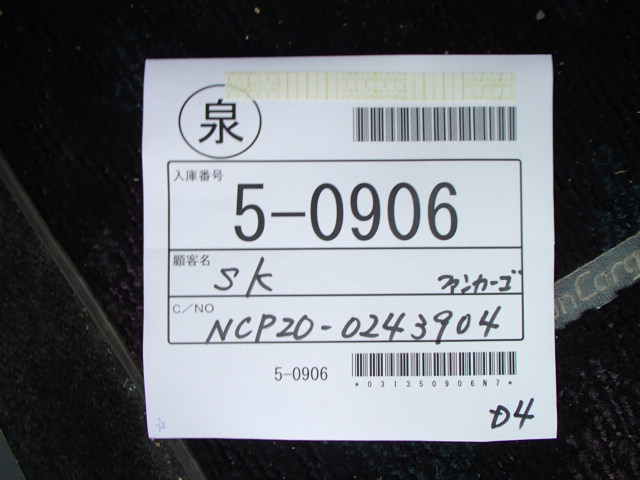 泉
入庫番号
5-0906
顧客名
SK ファンカーゴ
C/NO
NCP20-0243904
5-0906
*031350906N7*
D4